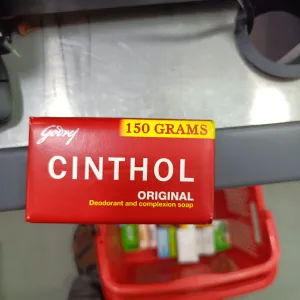 Godrej
150 GRAMS
CINTHOL
ORIGINAL
Deodorant and complexion soap